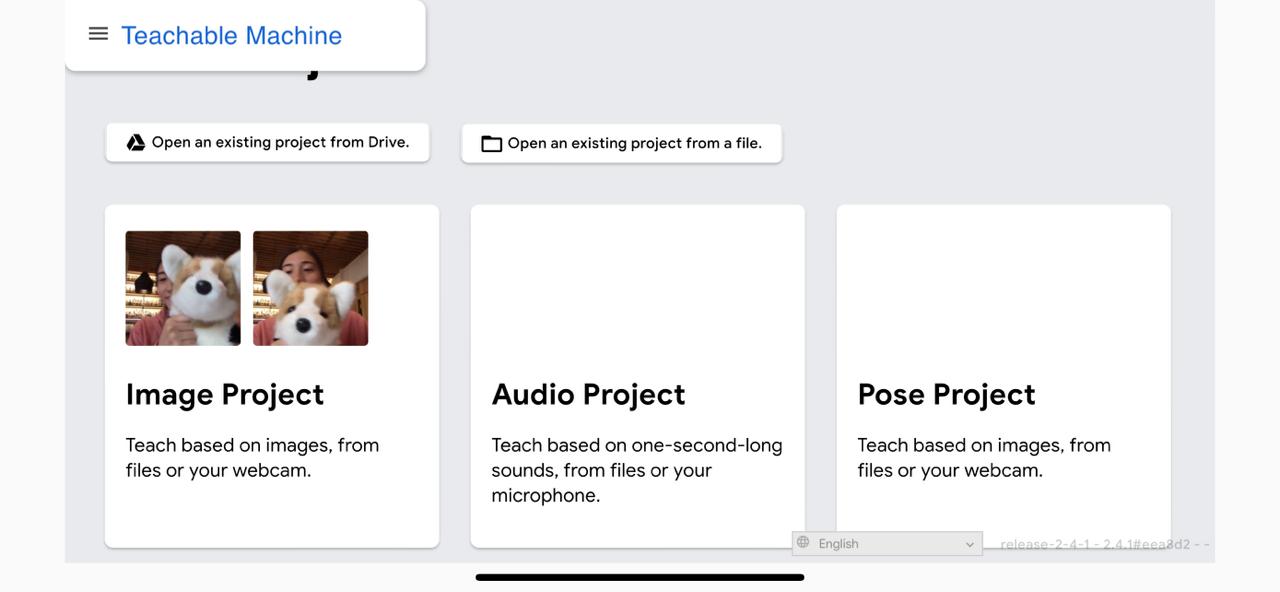 Teachable Machine
Open an existing project from Drive.
Open an existing project from a file.
Image Project
Teach based on images, from
files or your webcam.
Audio Project
Teach based on one-second-long
sounds, from files or your
microphone.
Pose Project
Teach based on images, from
files or your webcam.
English
release-2-4-1 - 2.4.1#eea8d2 - -